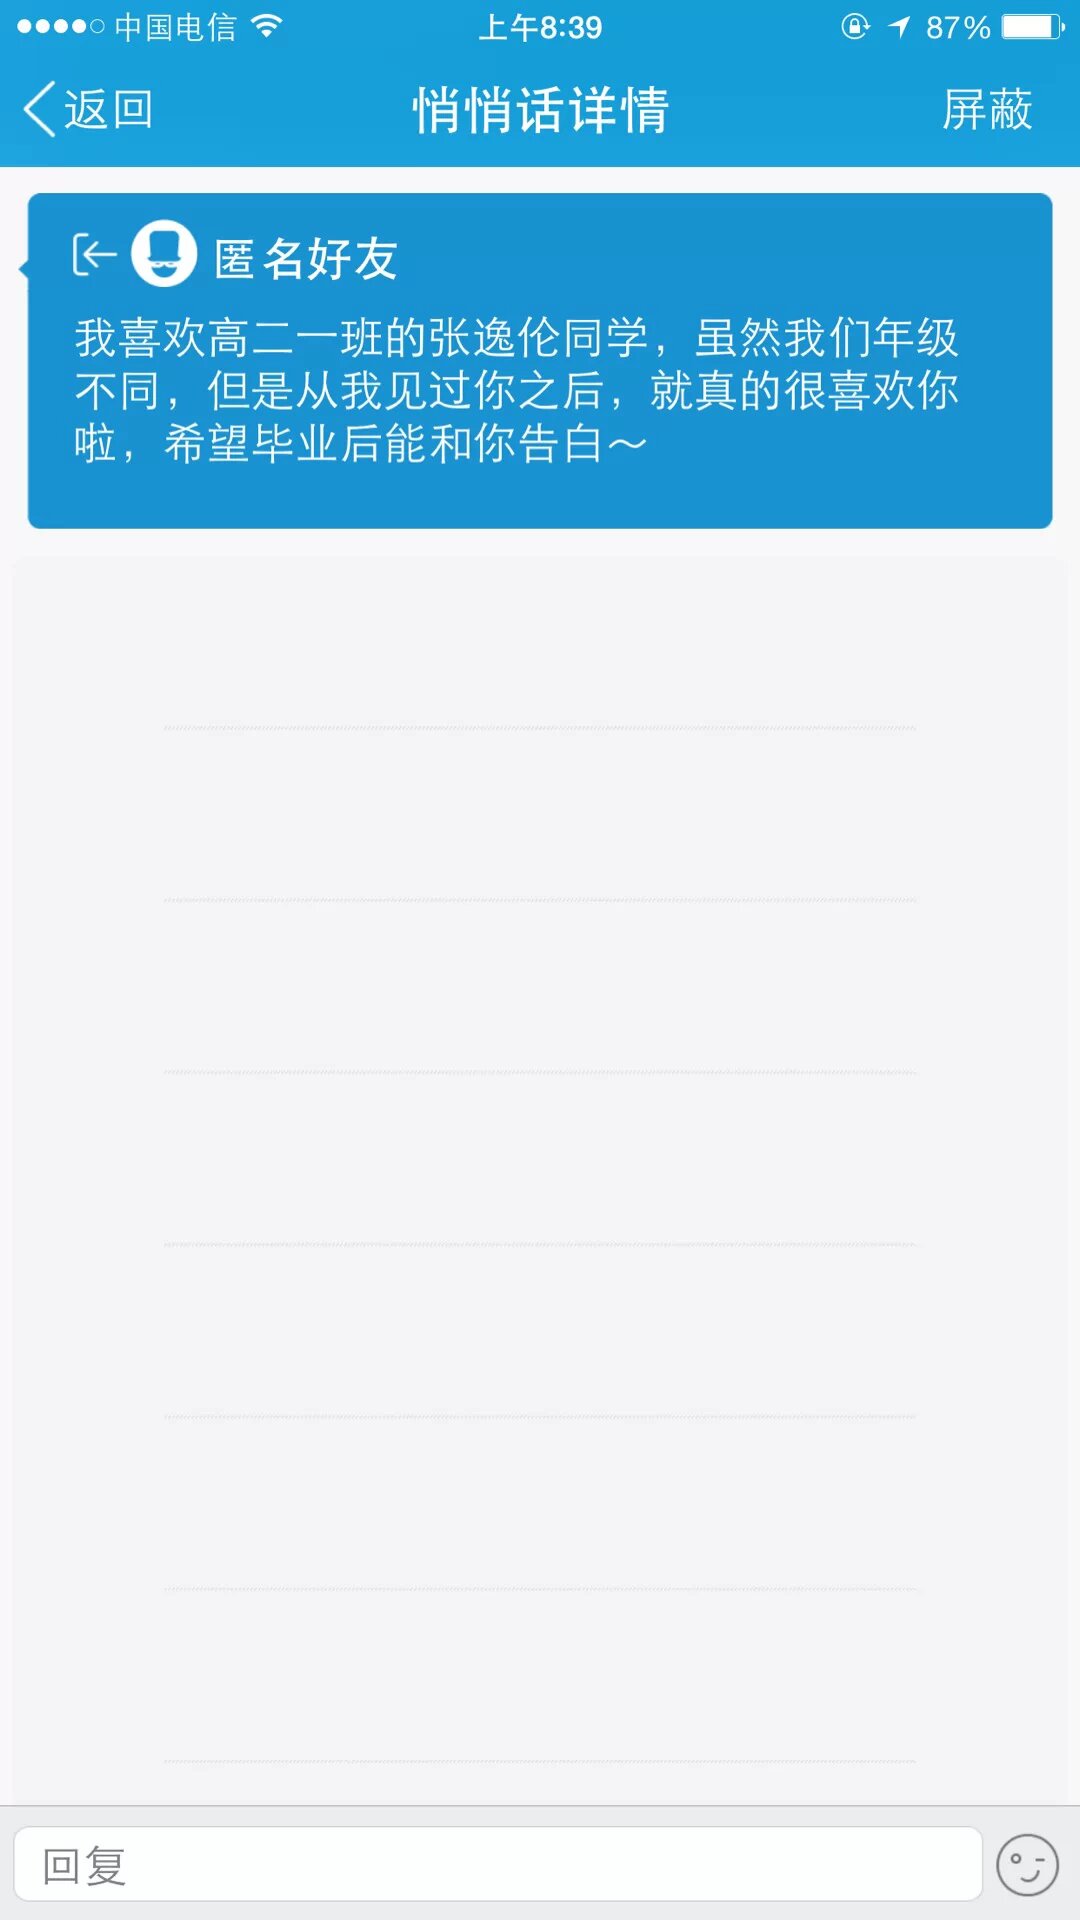 中国电信 上午8:39 87%
返回 悄悄话详情 屏蔽
匿名好友
我喜欢高二一班的张逸伦同学，虽然我们年级
不同，但是从我见过你之后，就真的很喜欢你
啦，希望毕业后能和你告白～
回复